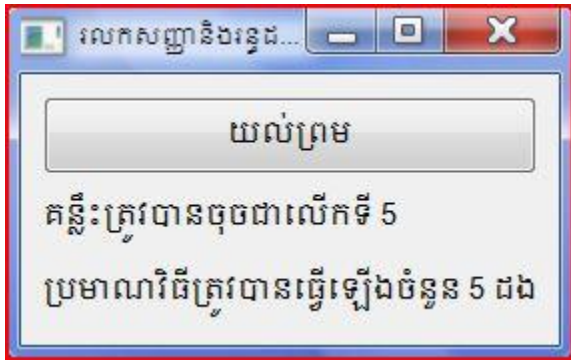 រលកសញ្ញានិងរន្ធដ...
យល់ព្រម
គន្លឹះត្រូវបានចុចជាលើកទី 5
ប្រមាណវិធីត្រូវបានធ្វើឡើងចំនួន 5 ដង